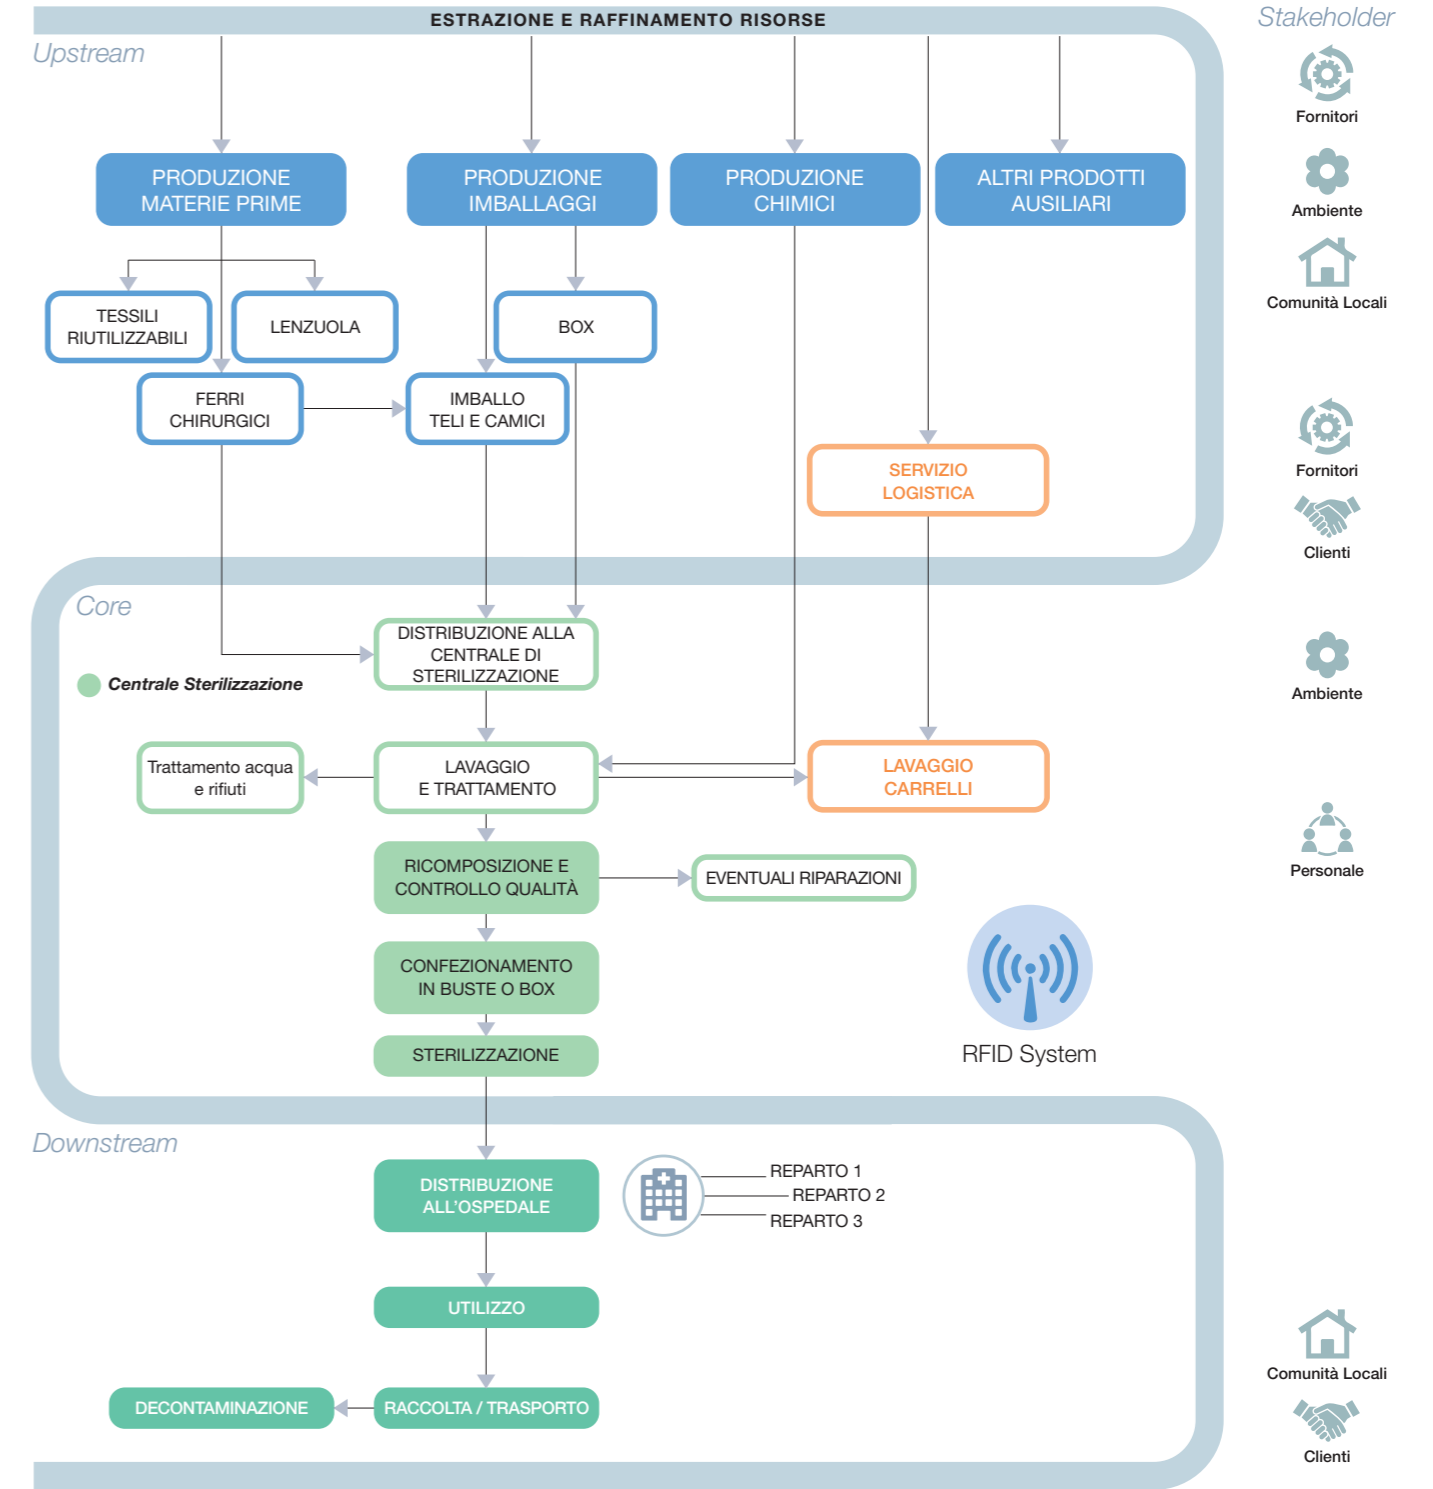 ESTRAZIONE E RAFFINAMENTO RISORSE
Stakeholder
Upstream
Fornitori
PRODUZIONE
MATERIE PRIME
PRODUZIONE
IMBALLAGGI
PRODUZIONE
CHIMICI
ALTRI PRODOTTI
AUSILIARI
Ambiente
Comunità Locali
TESSILI
RIUTILIZZABILI
LENZUOLA
BOX
FERRI
CHIRURGICI
IMBALLO
TELI E CAMICI
SERVIZIO
LOGISTICA
Fornitori
Clienti
Core
DISTRIBUZIONE ALLA
CENTRALE DI
STERILIZZAZIONE
Centrale Sterilizzazione
Ambiente
Trattamento acqua
e rifiuti
LAVAGGIO
E TRATTAMENTO
LAVAGGIO
CARRELLI
RICOMPOSIZIONE E
CONTROLLO QUALITÀ
EVENTUALI RIPARAZIONI
Personale
CONFEZIONAMENTO
IN BUSTE O BOX
STERILIZZAZIONE
RFID System
Downstream
DISTRIBUZIONE
ALL'OSPEDALE
REPARTO 1
REPARTO 2
REPARTO 3
UTILIZZO
Comunità Locali
DECONTAMINAZIONE
RACCOLTA / TRASPORTO
Clienti